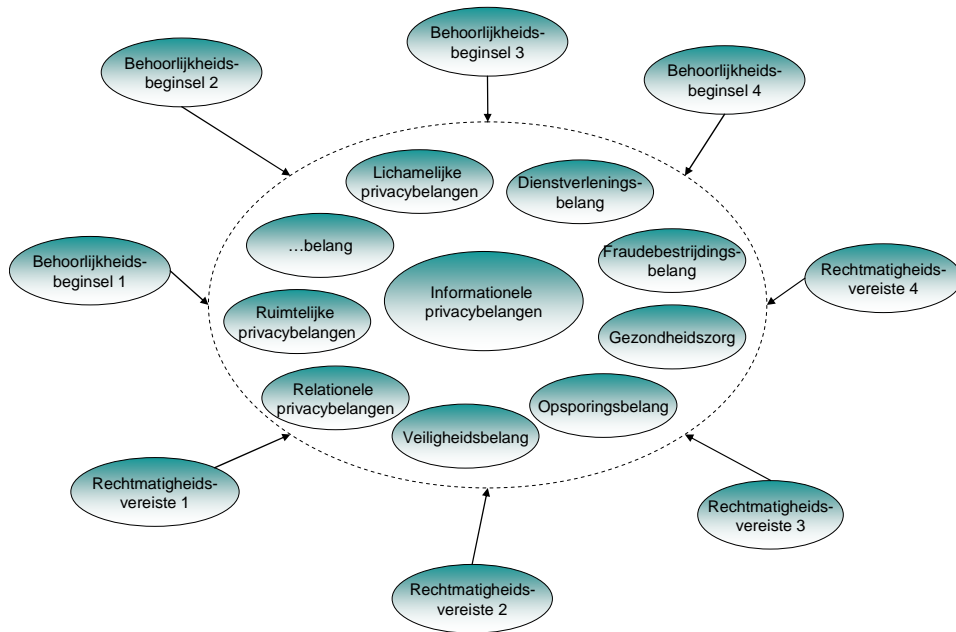 Behoorlijkheids-
beginsel 3
Behoorlijkheids-
beginsel 2
Behoorlijkheids-
beginsel 4
Lichamelijke
privacybelangen
Dienstverlenings-
belang
...belang
Fraudebestrijdings-
belang
Behoorlijkheids-
beginsel 1
Rechtmatigheids-
vereiste 4
Informationele
privacybelangen
Ruimtelijke
privacybelangen
Gezondheidszorg
Relationele
privacybelangen
Opsporingsbelang
Veiligheidsbelang
Rechtmatigheids-
vereiste 1
Rechtmatigheids-
vereiste 3
Rechtmatigheids-
vereiste 2